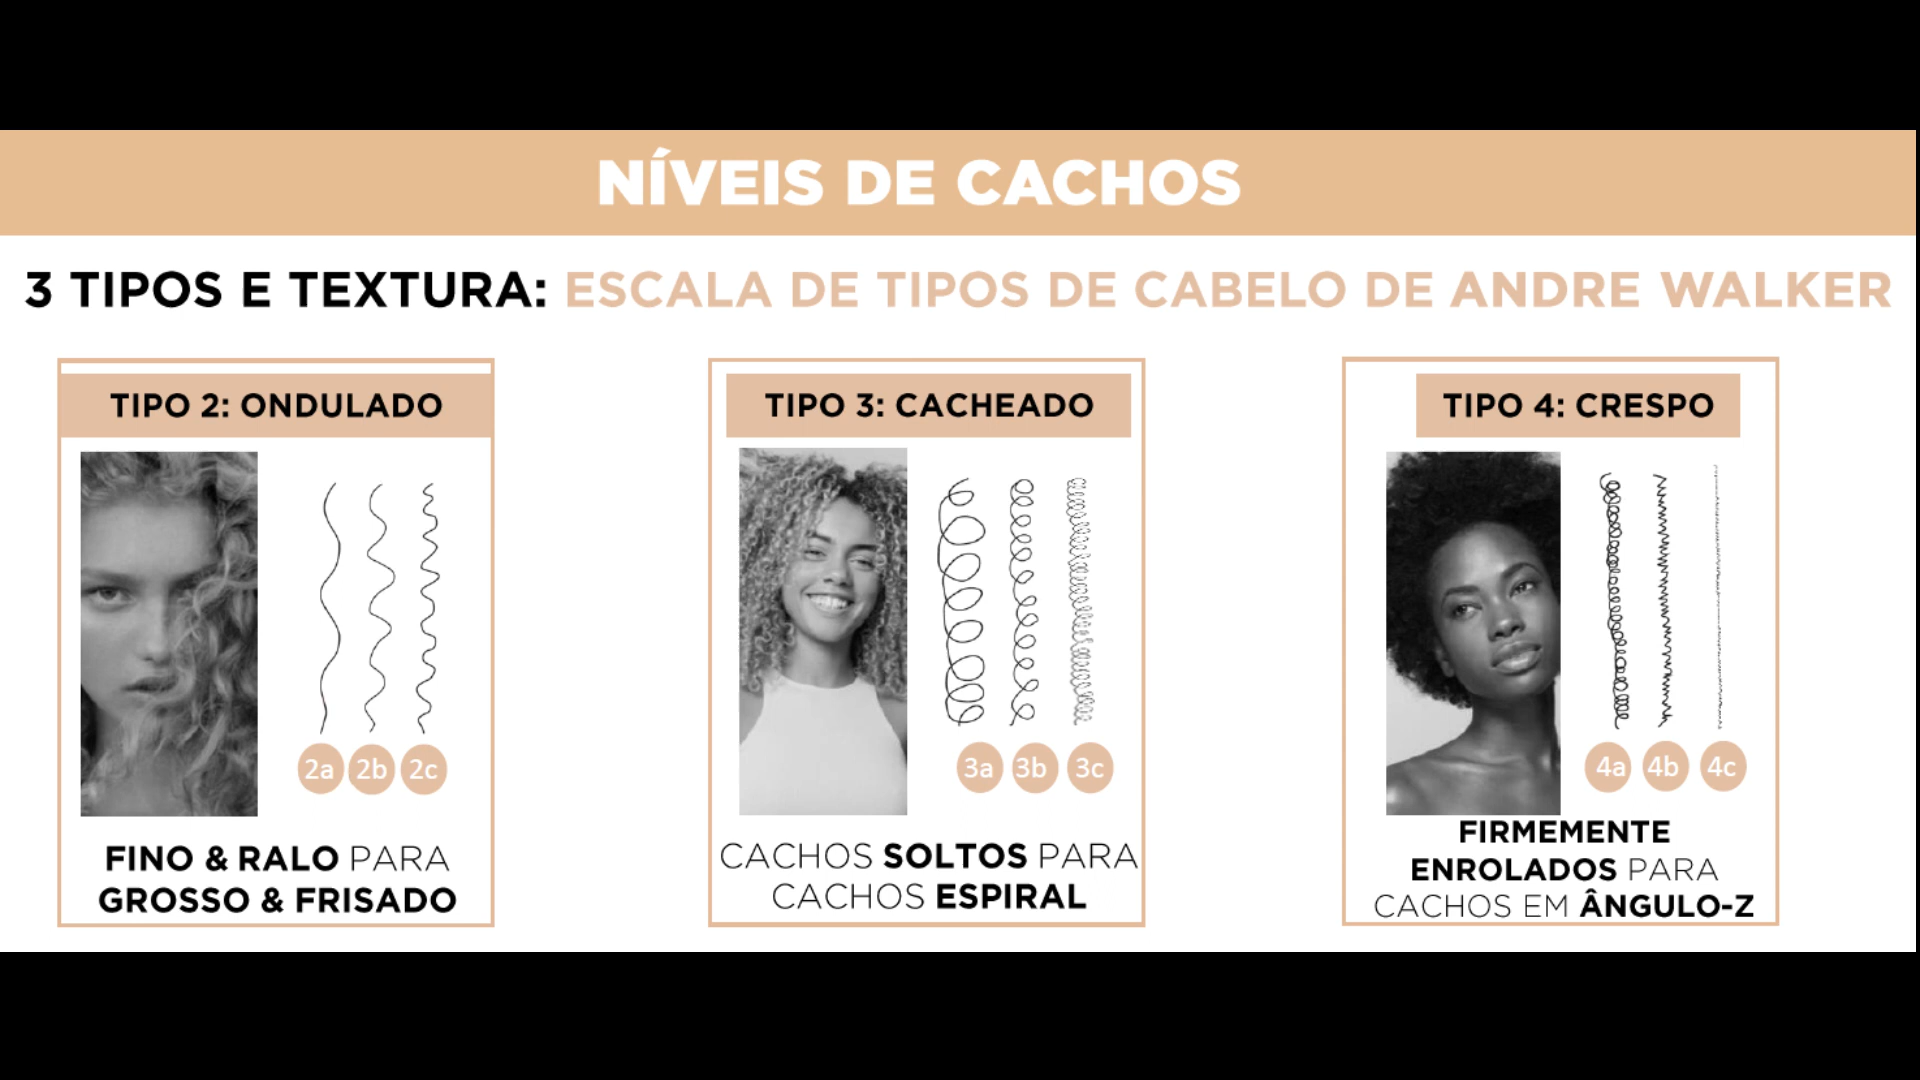 NÍVEIS DE CACHOS
3 TIPOS E TEXTURA: ESCALA DE TIPOS DE CABELO DE ANDRE WALKER
TIPO 2: ONDULADO
2a 2b 2c
FINO & RALO PARA
GROSSO & FRISADO
TIPO 3: CACHEADO
3a 3b 3c
CACHOS SOLTOS PARA
CACHOS ESPIRAL
TIPO 4: CRESPO
4a 4b 4c
FIRMEMENTE
ENROLADOS PARA
CACHOS EM ÂNGULO-Z